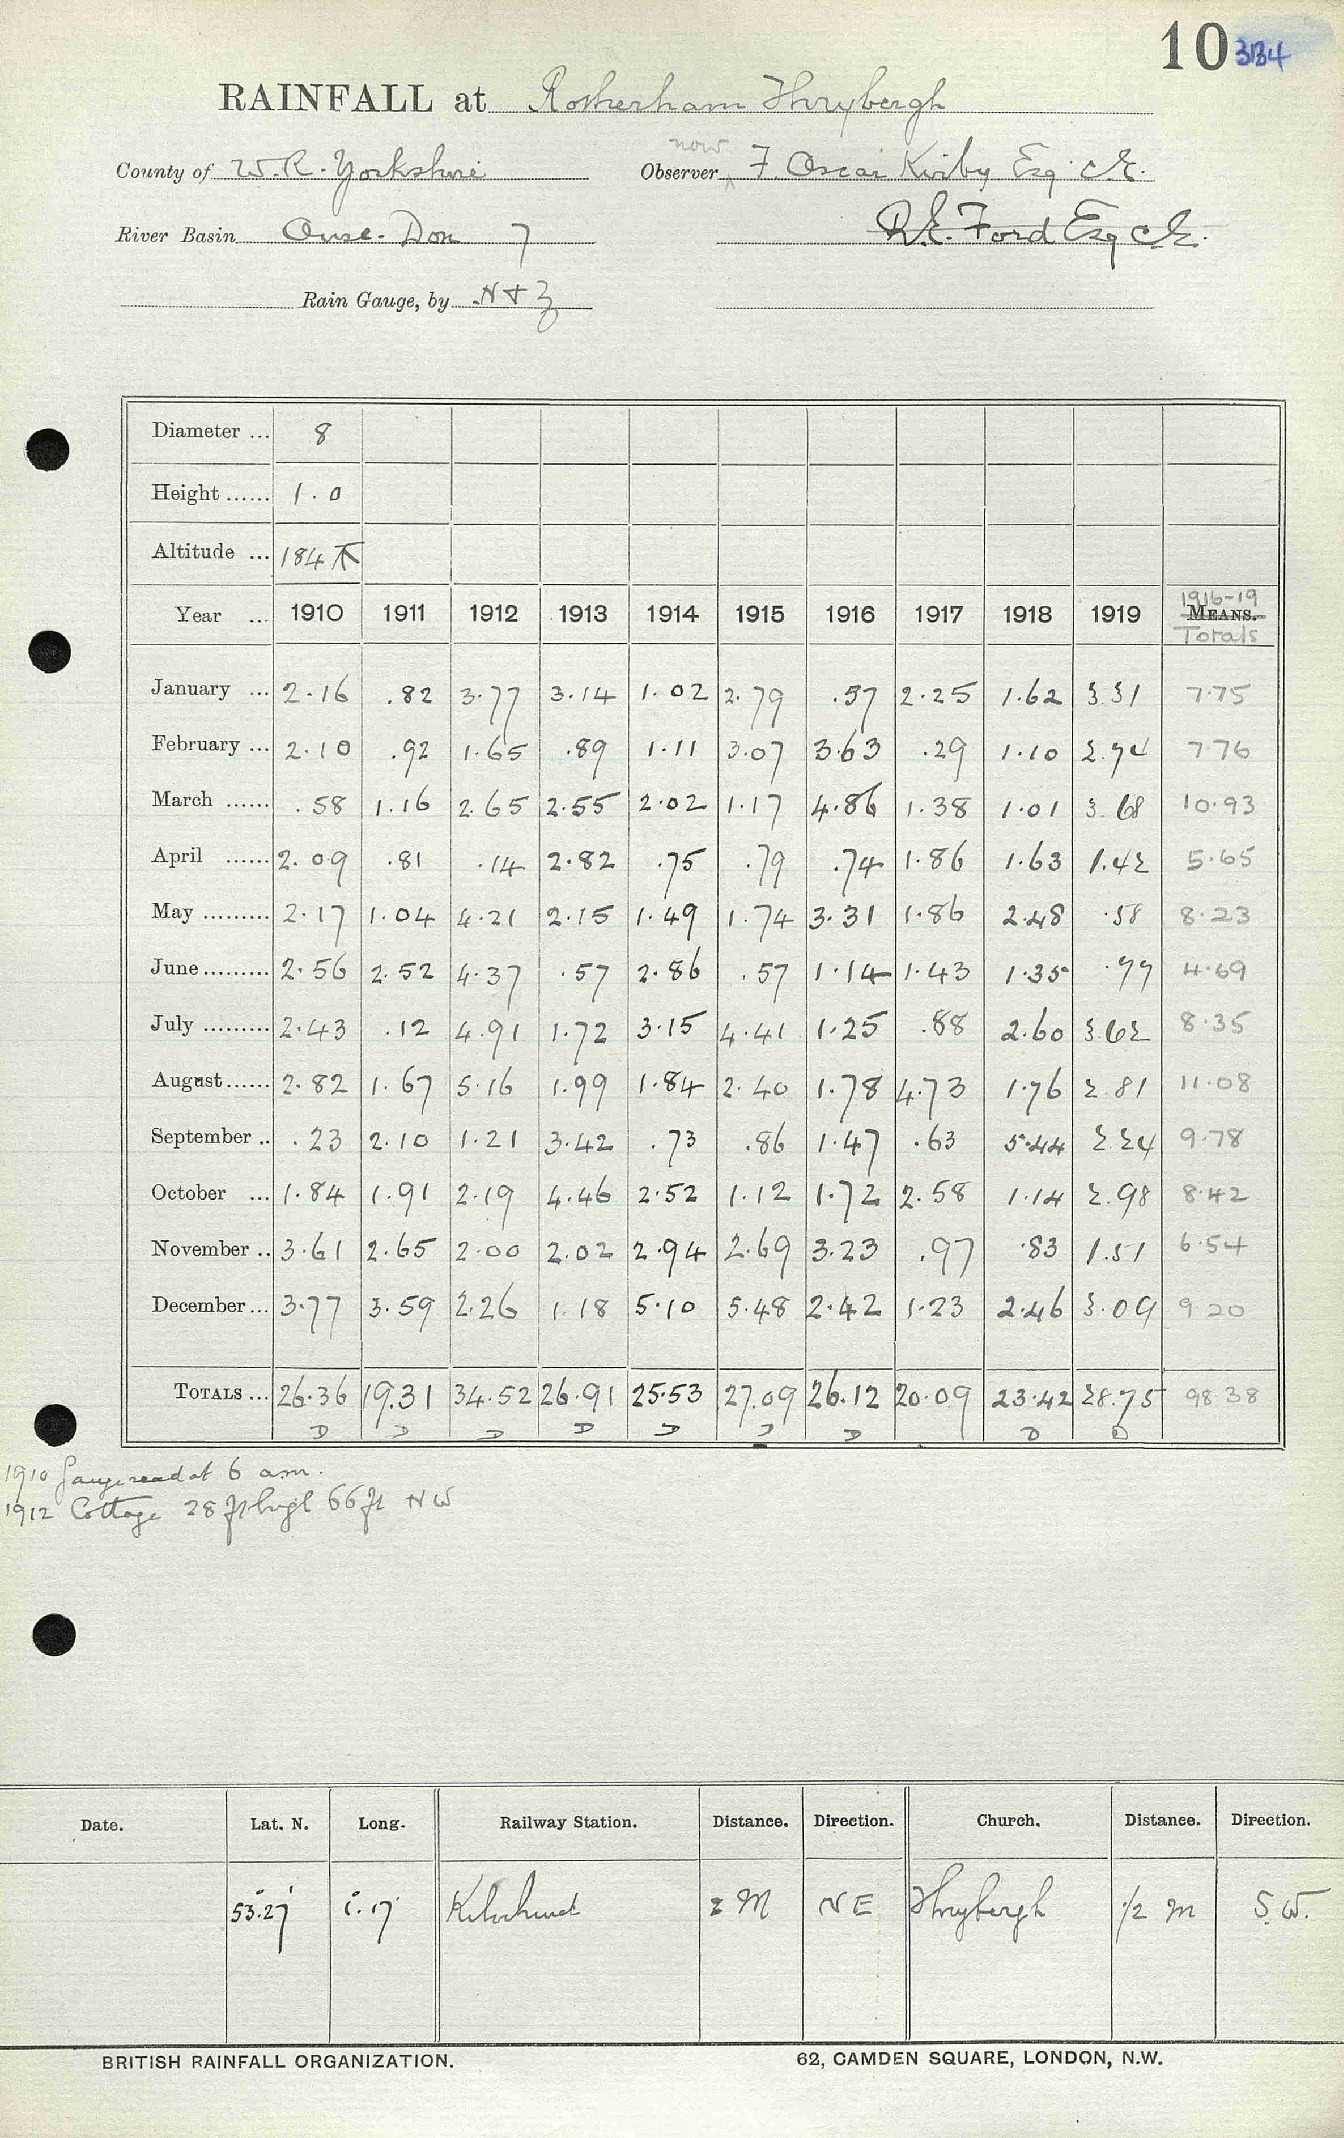 10 3134
RAINFALL at Rotherham Thrybergh
now
County of W.R. Yorkshire Observer F Oscar Kirby Esq C.E.
River Basin Ouse. Don 7 R.E. Ford Esq C.E.
Rain Gauge, by N + Z
Diameter ... 8
Height ...... 1.0
Altitude ... 184
Year ... 1910 1911 1912 1913 1914 1915 1916 1917 1918 1919 1916-19 MEANS. Totals
January ... 2.16 .82 3.77 3.14 1.02 2.79 .57 2.25 1.62 3.31 7.75
February ... 2.10 .92 1.65 .89 1.11 3.07 3.63 .29 1.10 2.74 7.76
March ...... .58 1.16 2.65 2.55 2.02 1.17 4.86 1.38 1.01 3.68 10.93
April ...... 2.09 .81 .14 2.82 .75 .79 .74 1.86 1.63 1.42 5.65
May ......... 2.17 1.04 4.21 2.15 1.49 1.74 3.31 1.86 2.48 .58 8.23
June ......... 2.56 2.52 4.37 .57 2.86 .57 1.14 1.43 1.35 .77 4.69
July ......... 2.43 .12 4.91 1.72 3.15 4.41 1.25 .88 2.60 3.62 8.35
August ...... 2.82 1.67 5.16 1.99 1.84 2.40 1.78 4.73 1.76 2.81 11.08
September .. .23 2.10 1.21 3.42 .73 .86 1.47 .63 5.44 2.24 9.78
October ... 1.84 1.91 2.19 4.46 2.52 1.12 1.72 2.58 1.14 2.98 8.42
November .. 3.61 2.65 2.00 2.02 2.94 2.69 3.23 .97 .83 1.51 6.54
December ... 3.77 3.59 2.26 1.18 5.10 5.48 2.42 1.23 2.46 3.09 9.20
TOTALS ... 26.36 19.31 34.52 26.91 25.53 27.09 26.12 20.09 23.42 28.75 98.38
D D D D D D D D D
1910 Gauge read at 6 am.
1912 Cottage 28 ft high 66 ft NW
Date. Lat. N. Long. Railway Station. Distance. Direction. Church. Distance. Direction.
53°.27' 1°.17' Kilnhurst 2 M NE Thrybergh 1/2 m S.W.
BRITISH RAINFALL ORGANIZATION. 62, CAMDEN SQUARE, LONDON, N.W.